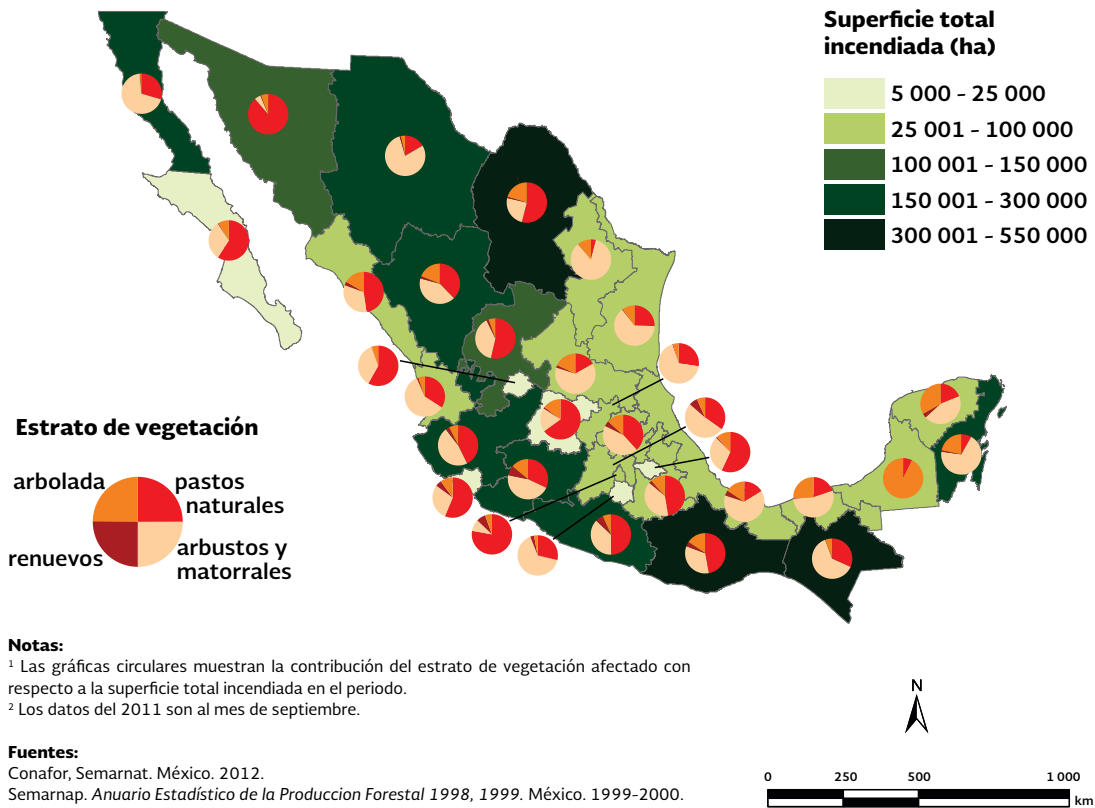 Superficie total
incendiada (ha)
5 000 - 25 000
25 001 - 100 000
100 001 - 150 000
150 001 - 300 000
300 001 - 550 000
Estrato de vegetación
arbolada
pastos
naturales
renuevos
arbustos y
matorrales
Notas:
¹ Las gráficas circulares muestran la contribución del estrato de vegetación afectado con
respecto a la superficie total incendiada en el periodo.
² Los datos del 2011 son al mes de septiembre.
Fuentes:
Conafor, Semarnat. México. 2012.
Semarnap. Anuario Estadístico de la Produccion Forestal 1998, 1999. México. 1999-2000.
N
0 250 500 1 000
km